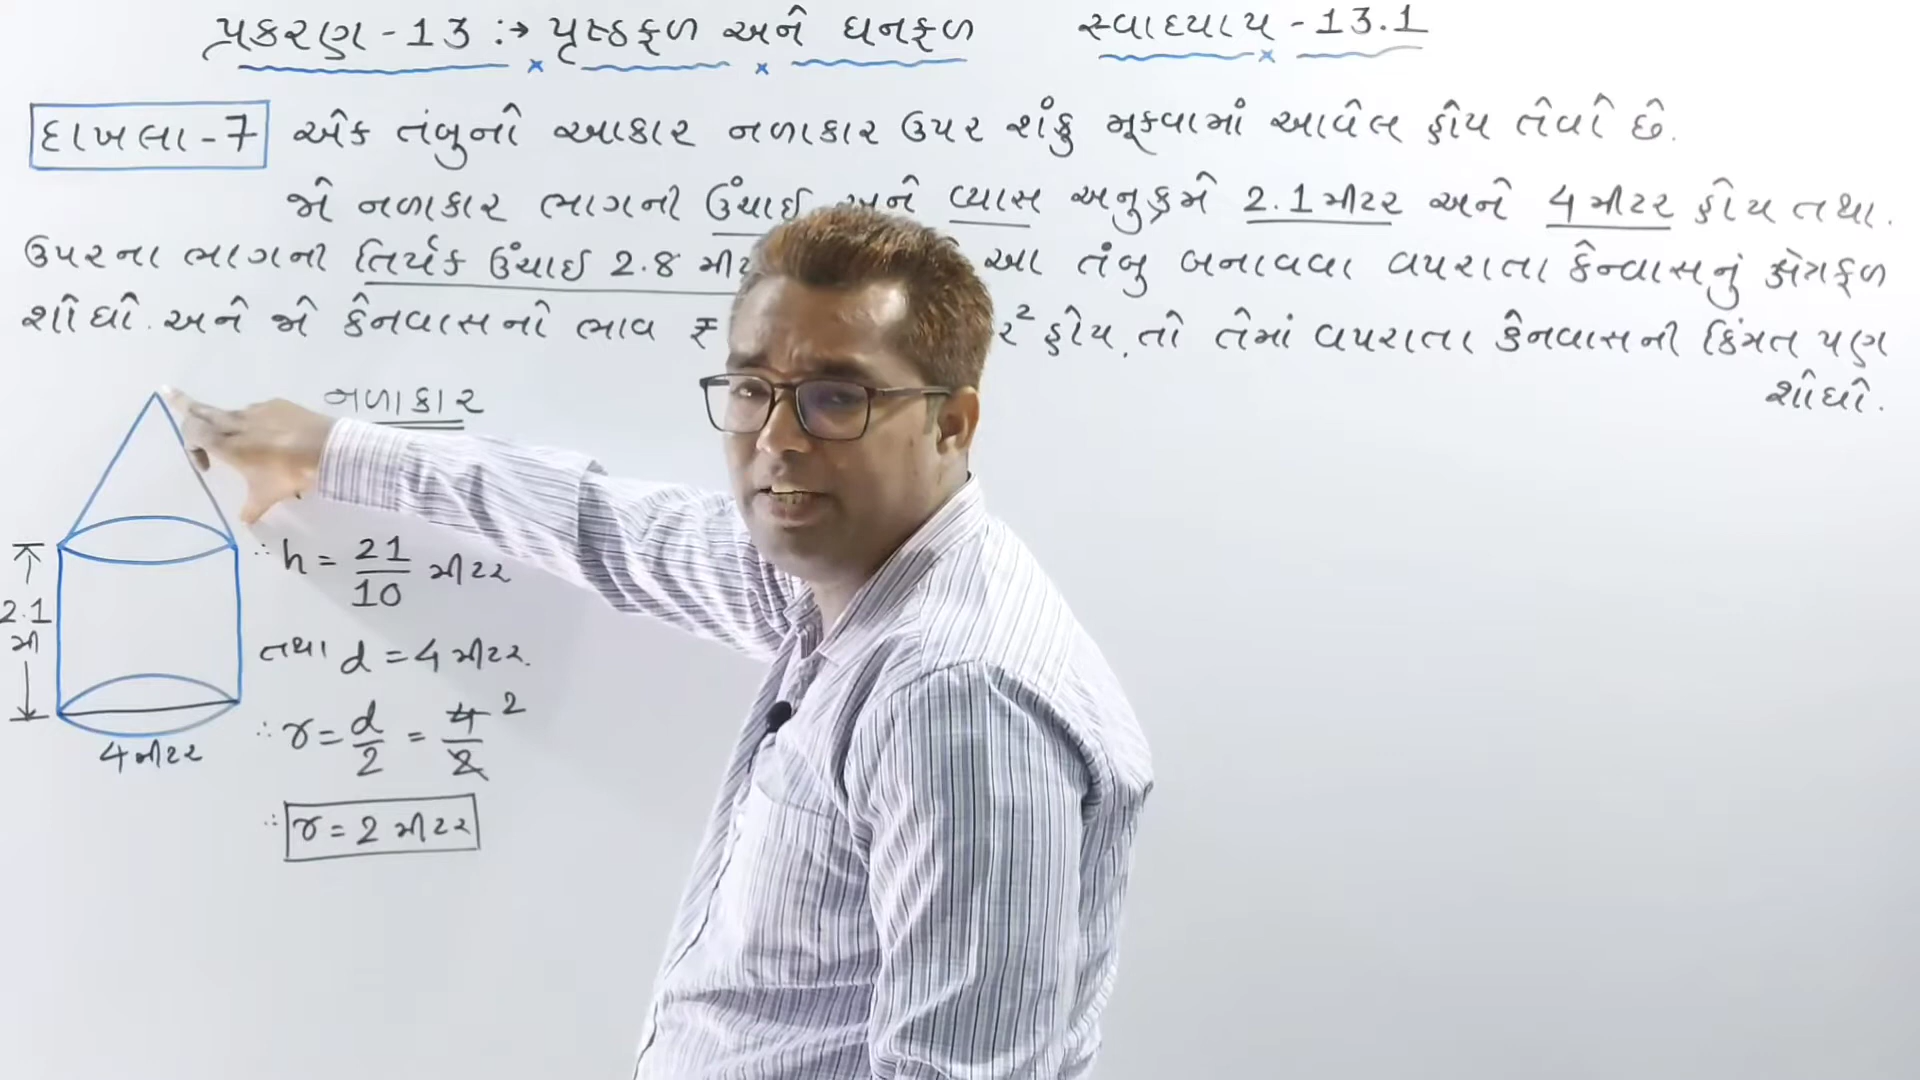 પ્રકરણ - 13 :→ પૃષ્ઠફળ અને ઘનફળ સ્વાધ્યાય - 13.1
દાખલા - 7 એક તંબુનો આકાર નળાકાર ઉપર શંકુ મૂકવામાં આવેલ હોય તેવો છે.
જો નળાકાર ભાગની ઉંચાઈ અને વ્યાસ અનુક્રમે 2.1 મીટર અને 4 મીટર હોય તથા.
ઉપરના ભાગની તિર્યક ઉંચાઈ 2.8 આ તંબુ બનાવવા વપરાતા કેન્વાસનું ક્ષેત્રફળ
શોધો. અને જો કેનવાસનો ભાવ ₹ ર² હોય, તો તેમાં વપરાતા કેનવાસની કિંમત પણ
શોધો.
નળાકાર
∴ h = 21/10 મીટર
2.1
મી
તથા d = 4 મીટર.
∴ r = d/2 = 4/2 2
4 મીટર
∴ r = 2 મીટર